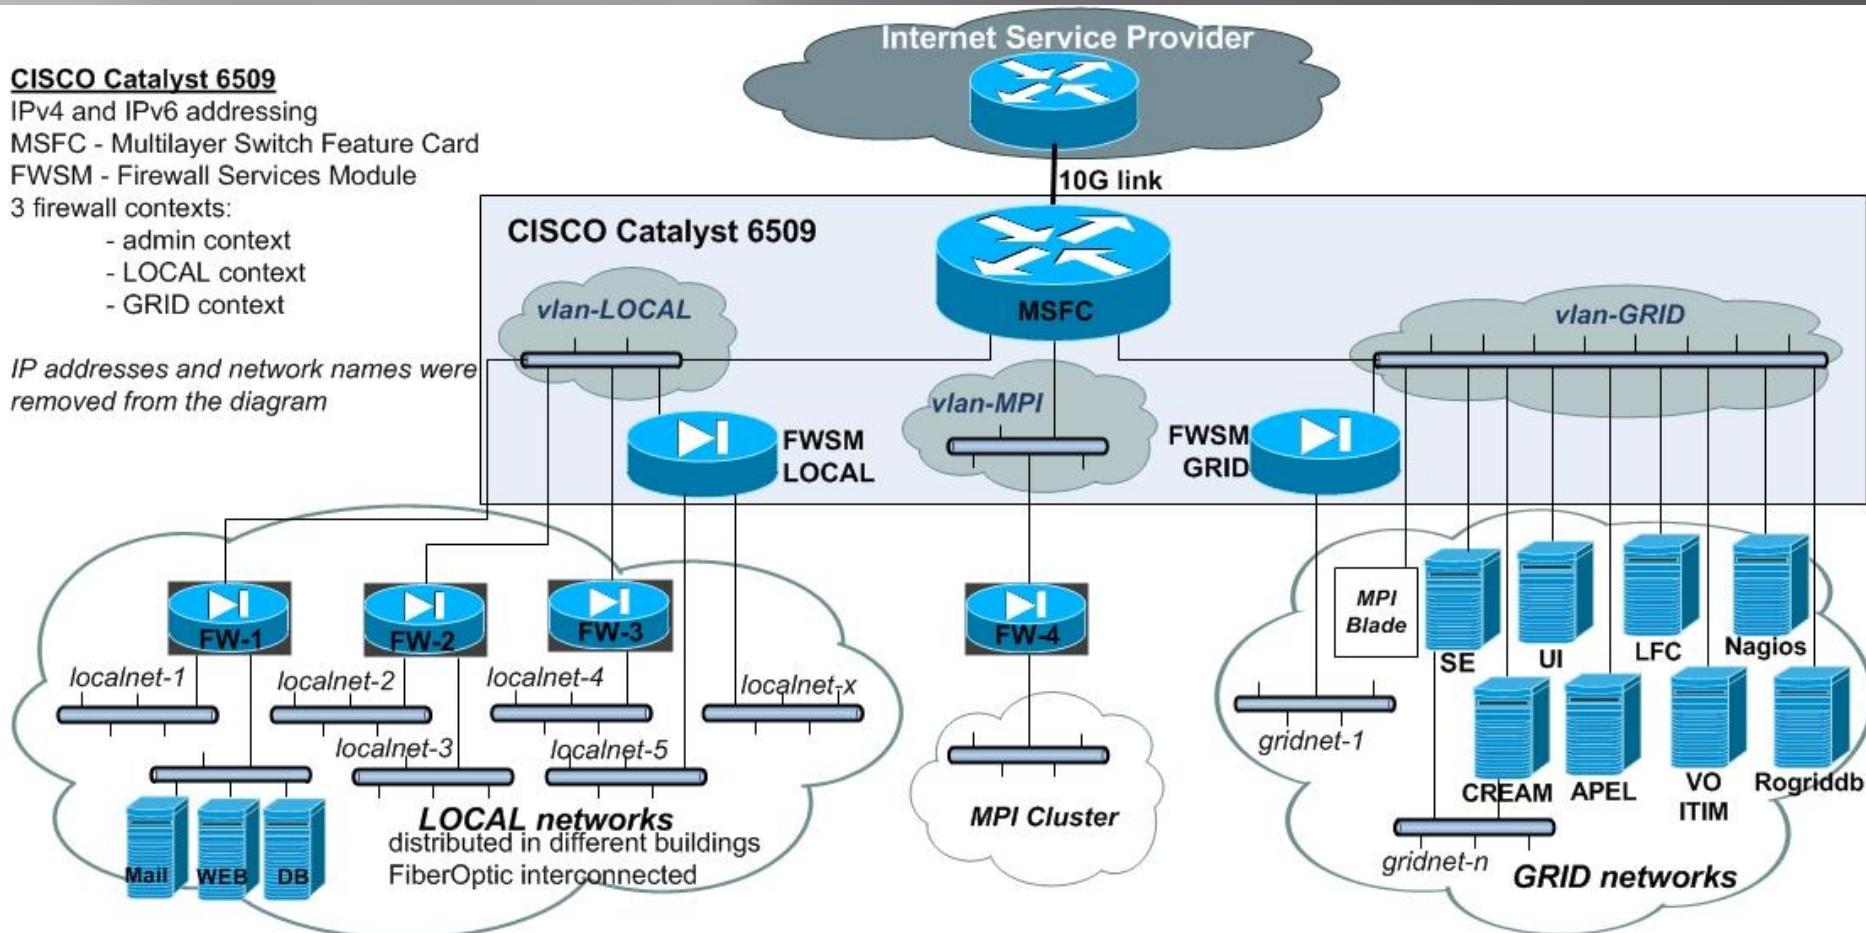 Internet Service Provider
CISCO Catalyst 6509
IPv4 and IPv6 addressing
MSFC - Multilayer Switch Feature Card
FWSM - Firewall Services Module
3 firewall contexts:
- admin context
- LOCAL context
- GRID context
IP addresses and network names were
removed from the diagram
10G link
CISCO Catalyst 6509
MSFC
vlan-LOCAL
vlan-GRID
vlan-MPI
FWSM
LOCAL
FWSM
GRID
FW-1
FW-2
FW-3
FW-4
localnet-1
localnet-2
localnet-4
localnet-x
localnet-3
localnet-5
Mail
WEB
DB
LOCAL networks
distributed in different buildings
FiberOptic interconnected
MPI Cluster
MPI
Blade
SE
UI
LFC
Nagios
gridnet-1
CREAM
APEL
VO
ITIM
Rogriddb
gridnet-n
GRID networks